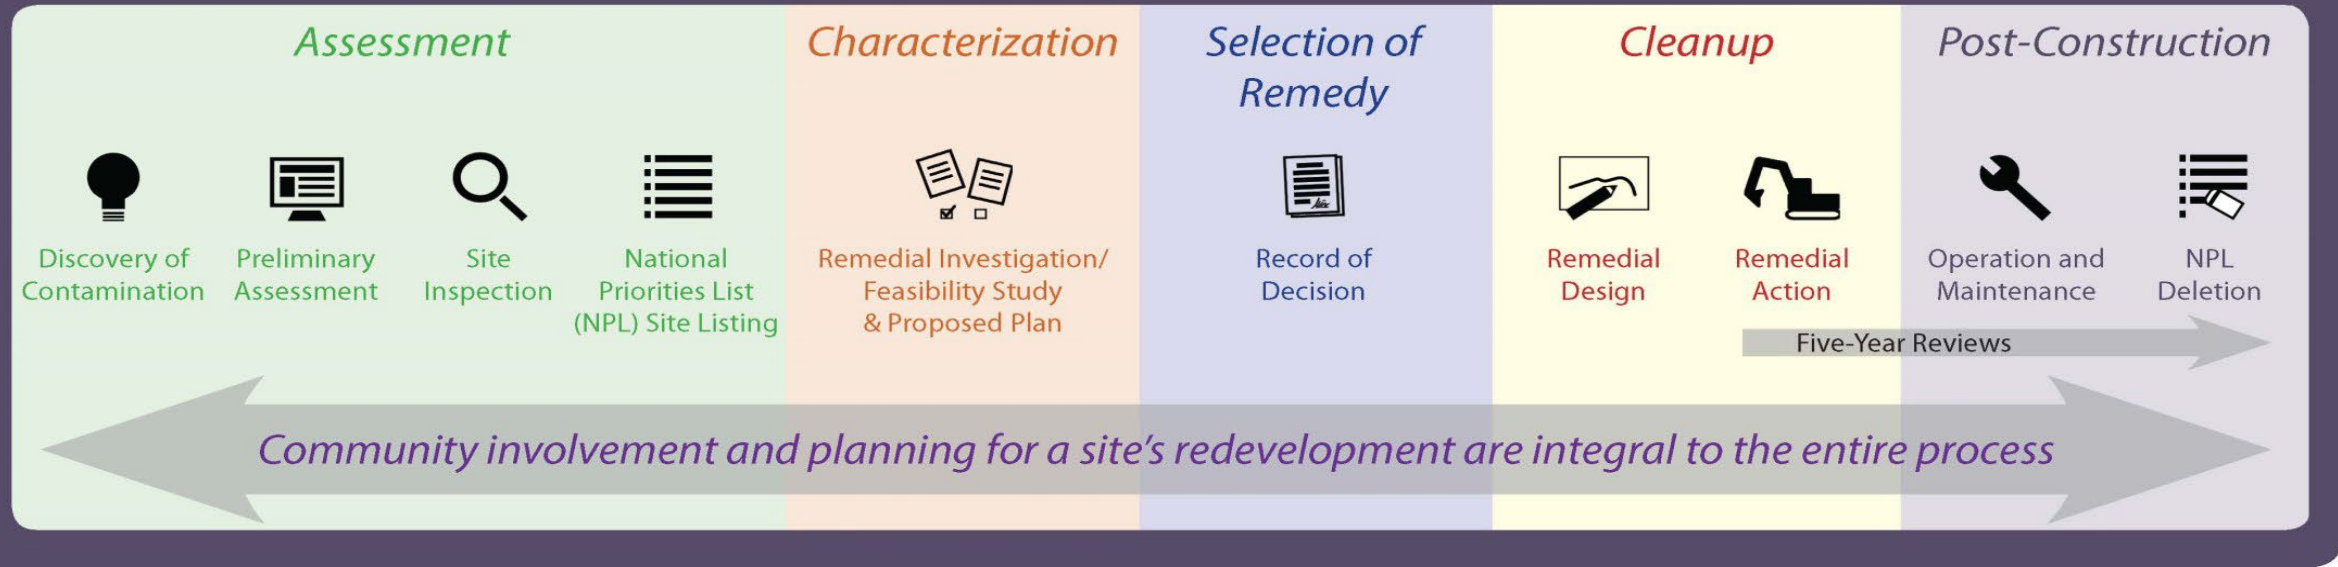 Assessment
Discovery of
Contamination
Preliminary
Assessment
Site
Inspection
National
Priorities List
(NPL) Site Listing
Characterization
Remedial Investigation/
Feasibility Study
& Proposed Plan
Selection of
Remedy
Record of
Decision
Cleanup
Remedial
Design
Remedial
Action
Post-Construction
Operation and
Maintenance
NPL
Deletion
Five-Year Reviews
Community involvement and planning for a site’s redevelopment are integral to the entire process